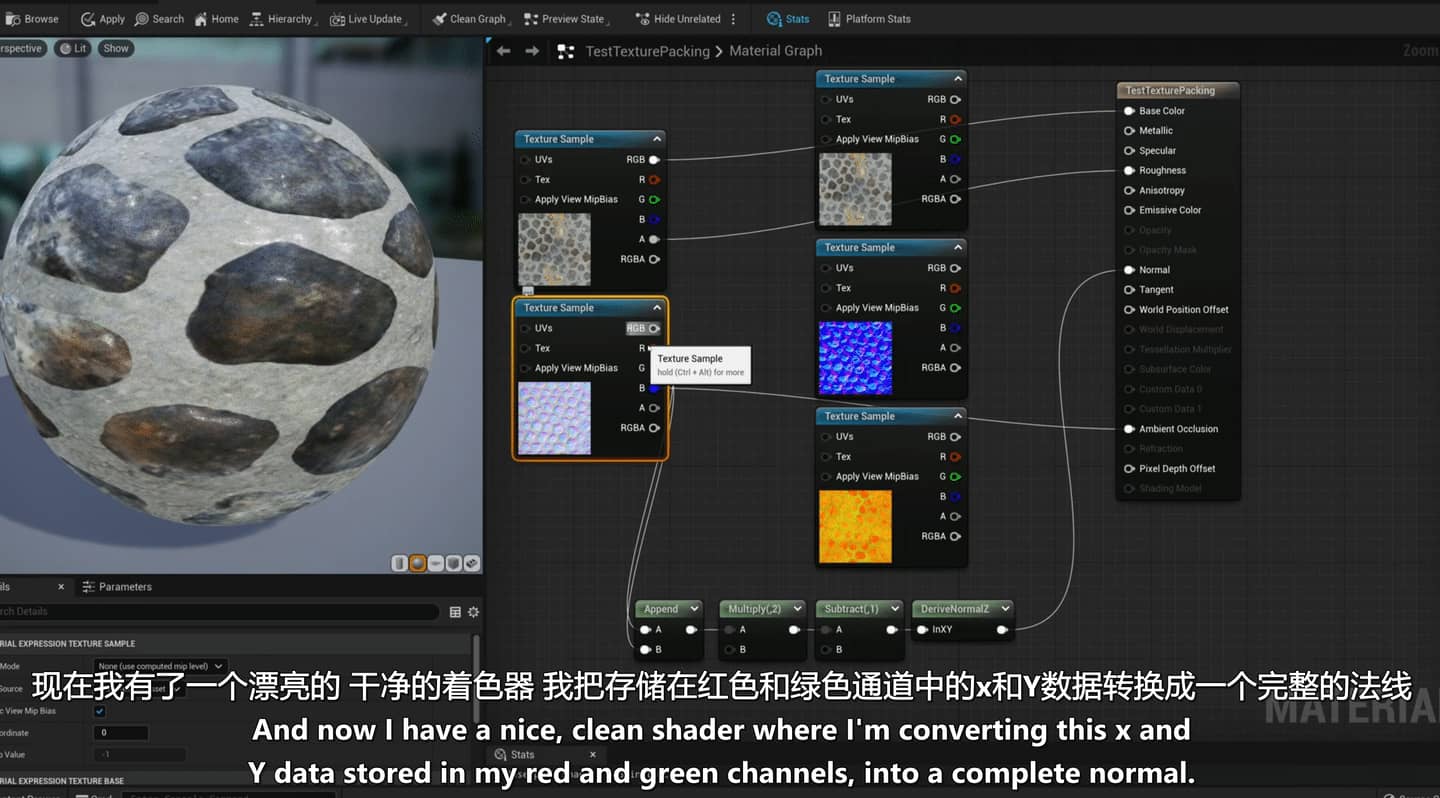 Browse Apply Search Home Hierarchy Live Update Clean Graph Preview State Hide Unrelated Stats Platform Stats
Lit Show
TestTexturePacking Material Graph
Zoom
Texture Sample
UVs RGB
Tex R
Apply View MipBias G
B
A
RGBA
Texture Sample
UVs RGB
Tex R
Apply View MipBias G
B
A
RGBA
Texture Sample
hold (Ctrl + Alt) for more
Texture Sample
UVs RGB
Tex R
Apply View MipBias G
B
A
RGBA
Texture Sample
UVs RGB
Tex R
Apply View MipBias G
B
A
RGBA
Texture Sample
UVs RGB
Tex R
Apply View MipBias G
B
A
RGBA
TestTexturePacking
Base Color
Metallic
Specular
Roughness
Anisotropy
Emissive Color
Opacity
Opacity Mask
Normal
Tangent
World Position Offset
World Displacement
Tessellation Multiplier
Subsurface Color
Custom Data 0
Custom Data 1
Ambient Occlusion
Refraction
Pixel Depth Offset
Shading Model
Append
A
B
Multiply(,2)
A
B
Subtract(,1)
A
B
DeriveNormalZ
InXY
Parameters
Details
EXPRESSION TEXTURE SAMPLE
Mode None (use computed mip level)
Source
View Mip Bias
0
Value -1
EXPRESSION TEXTURE BASE
Stats
现在我有了一个漂亮的 干净的着色器 我把存储在红色和绿色通道中的x和Y数据转换成一个完整的法线
And now I have a nice, clean shader where I'm converting this x and
Y data stored in my red and green channels, into a complete normal.